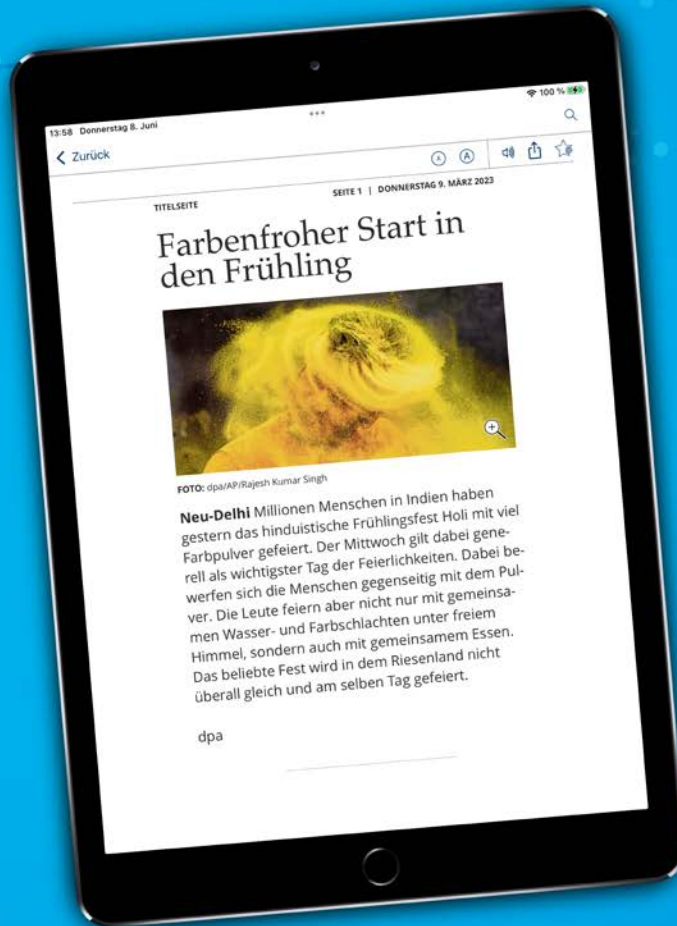 13:58 Donnerstag 8. Juni
100 %
Zurück
A A
TITELSEITE
SEITE 1 | DONNERSTAG 9. MÄRZ 2023
Farbenfroher Start in
den Frühling
FOTO: dpa/AP/Rajesh Kumar Singh
Neu-Delhi Millionen Menschen in Indien haben
gestern das hinduistische Frühlingsfest Holi mit viel
Farbpulver gefeiert. Der Mittwoch gilt dabei gene-
rell als wichtigster Tag der Feierlichkeiten. Dabei be-
werfen sich die Menschen gegenseitig mit dem Pul-
ver. Die Leute feiern aber nicht nur mit gemeinsa-
men Wasser- und Farbschlachten unter freiem
Himmel, sondern auch mit gemeinsamem Essen.
Das beliebte Fest wird in dem Riesenland nicht
überall gleich und am selben Tag gefeiert.
dpa